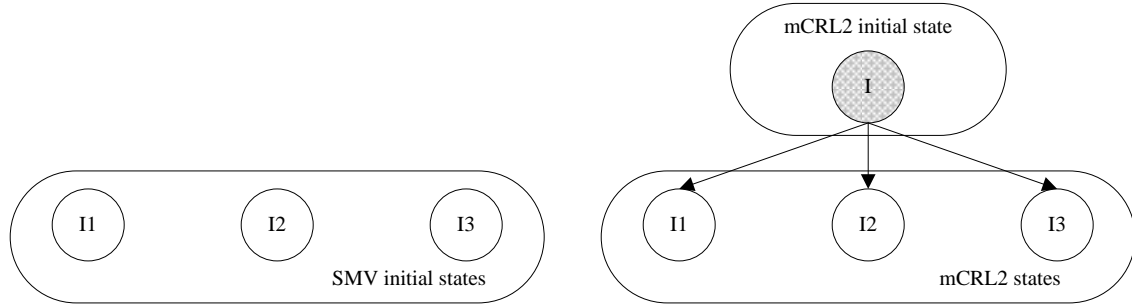 mCRL2 initial state
I
I1
I2
I3
SMV initial states
I1
I2
I3
mCRL2 states